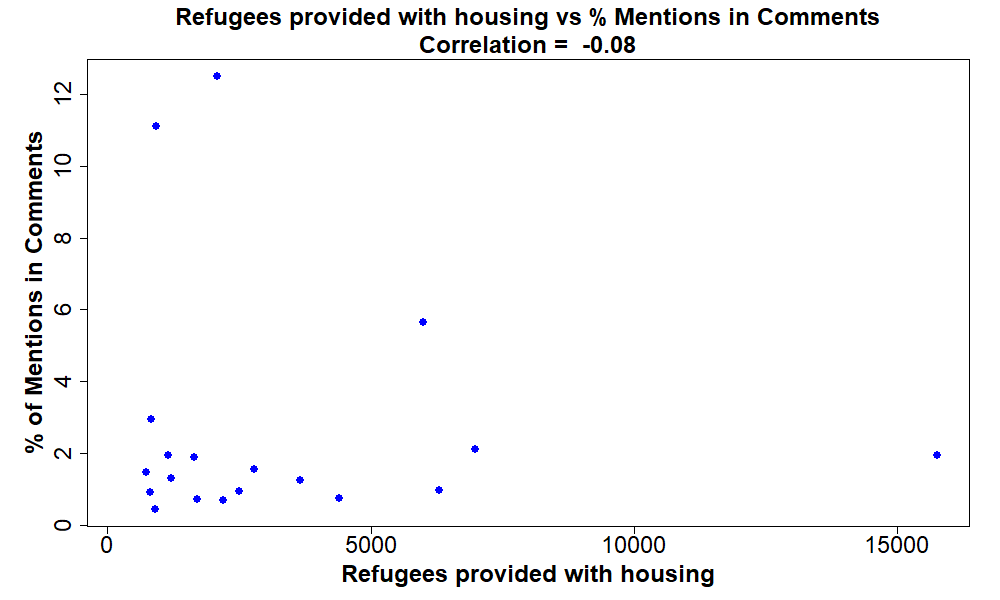 Refugees provided with housing vs % Mentions in Comments
Correlation =  -0.08
% of Mentions in Comments
12
10
8
6
4
2
0
0 5000 10000 15000
Refugees provided with housing